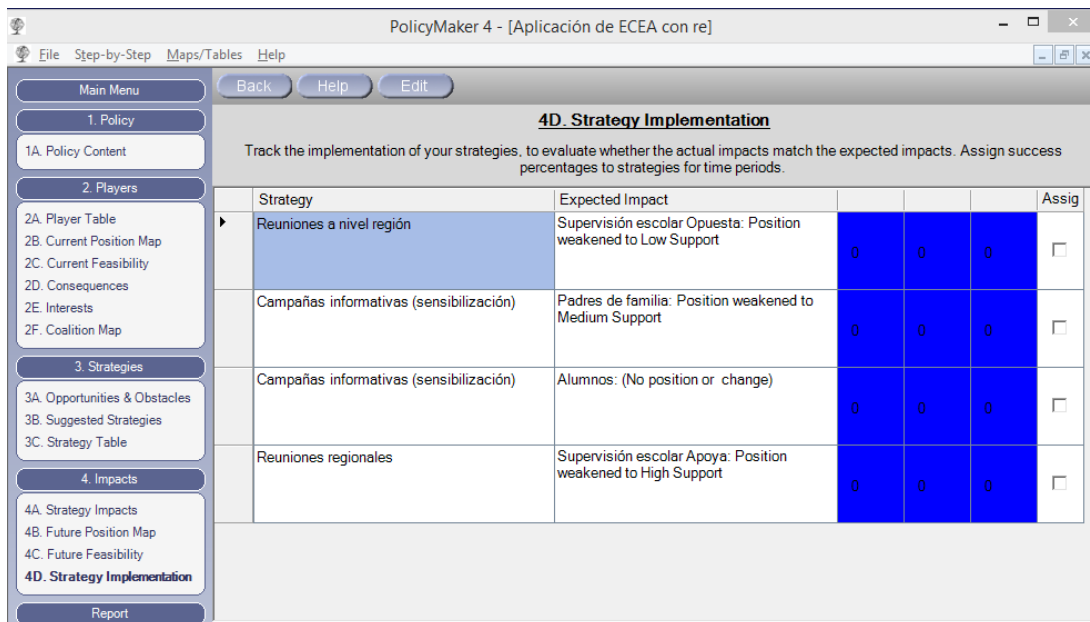 PolicyMaker 4 - [Aplicación de ECEA con re]
File Step-by-Step Maps/Tables Help
Main Menu
1. Policy
1A. Policy Content
2. Players
2A. Player Table
2B. Current Position Map
2C. Current Feasibility
2D. Consequences
2E. Interests
2F. Coalition Map
3. Strategies
3A. Opportunities & Obstacles
3B. Suggested Strategies
3C. Strategy Table
4. Impacts
4A. Strategy Impacts
4B. Future Position Map
4C. Future Feasibility
4D. Strategy Implementation
Report
Back Help Edit
4D. Strategy Implementation
Track the implementation of your strategies, to evaluate whether the actual impacts match the expected impacts. Assign success
percentages to strategies for time periods.
Strategy Expected Impact Assig
Reuniones a nivel región
Supervisión escolar Opuesta: Position
weakened to Low Support
0 0 0
Campañas informativas (sensibilización)
Padres de familia: Position weakened to
Medium Support
0 0 0
Campañas informativas (sensibilización)
Alumnos: (No position or change)
0 0 0
Reuniones regionales
Supervisión escolar Apoya: Position
weakened to High Support
0 0 0